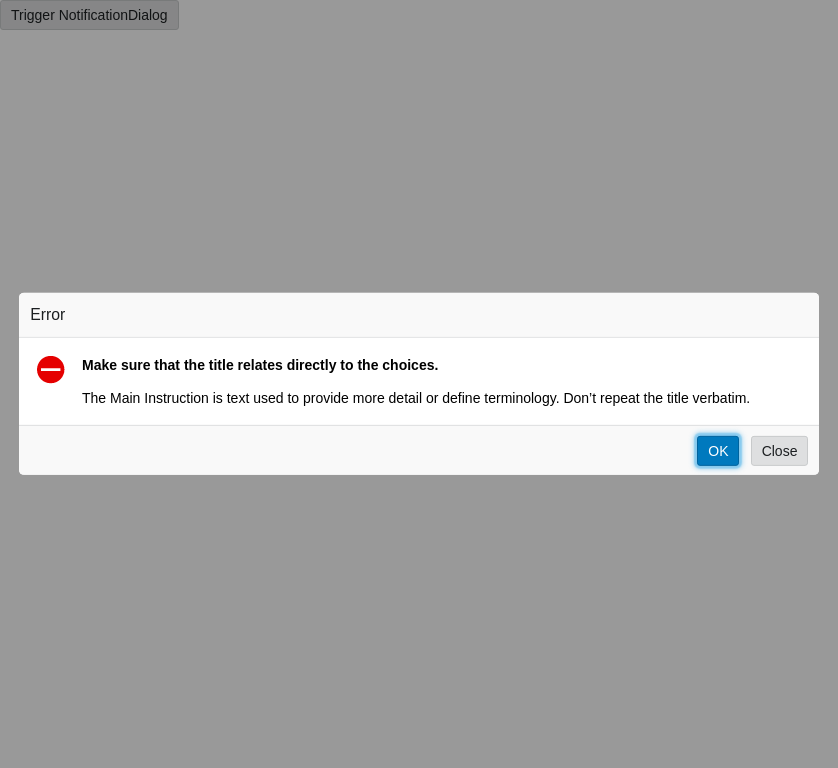 Trigger NotificationDialog
Error
Make sure that the title relates directly to the choices.
The Main Instruction is text used to provide more detail or define terminology. Don’t repeat the title verbatim.
OK Close